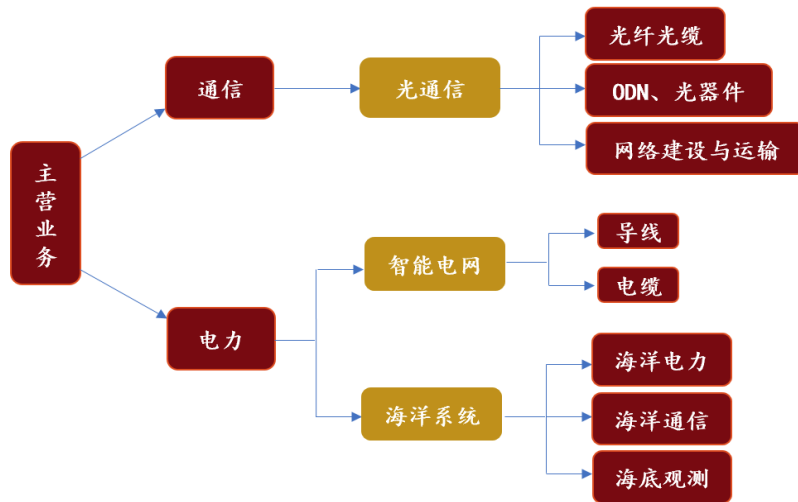 主营业务
通信
光通信
光纤光缆
ODN、光器件
网络建设与运输
电力
智能电网
导线
电缆
海洋系统
海洋电力
海洋通信
海底观测